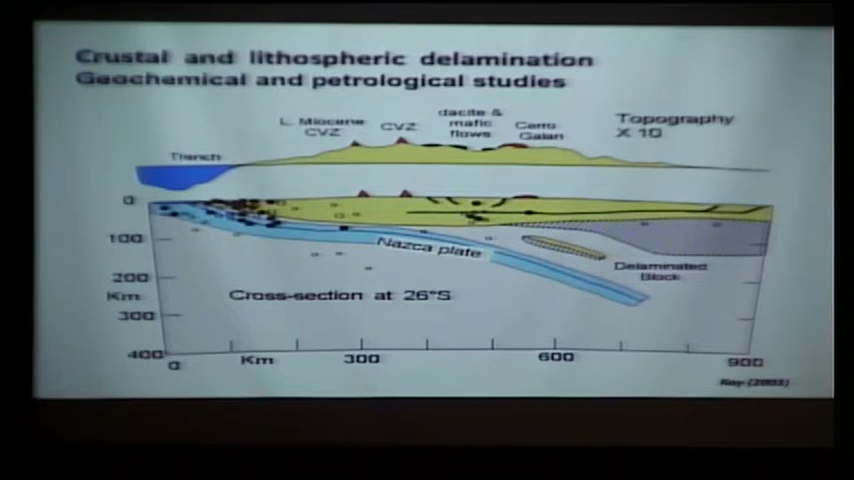 Crustal and lithospheric delamination
Geochemical and petrological studies
L. Miocene
CVZ
CVZ
dacite &
mafic
flows
Cerro
Galan
Topography
X 10
Trench
0
100
200
Km
300
400
Nazca plate
Delaminated
Block
Cross-section at 26°S
0
Km
300
600
900
Kay (2005)